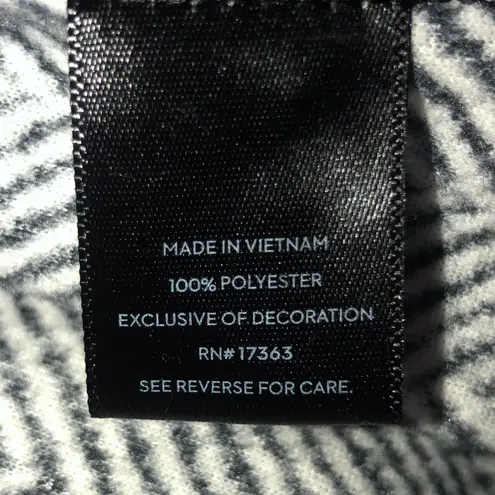 MADE IN VIETNAM
100% POLYESTER
EXCLUSIVE OF DECORATION
RN# 17363
SEE REVERSE FOR CARE.